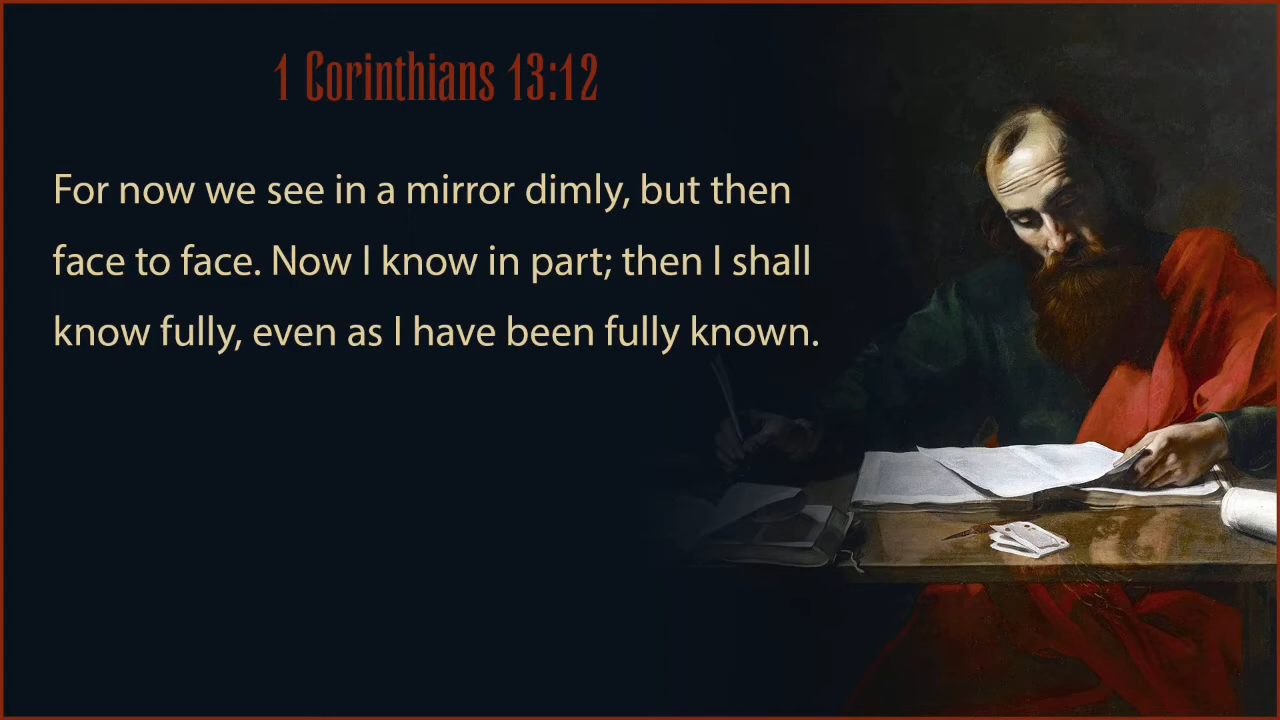 1 Corinthians 13:12
For now we see in a mirror dimly, but then
face to face. Now I know in part; then I shall
know fully, even as I have been fully known.